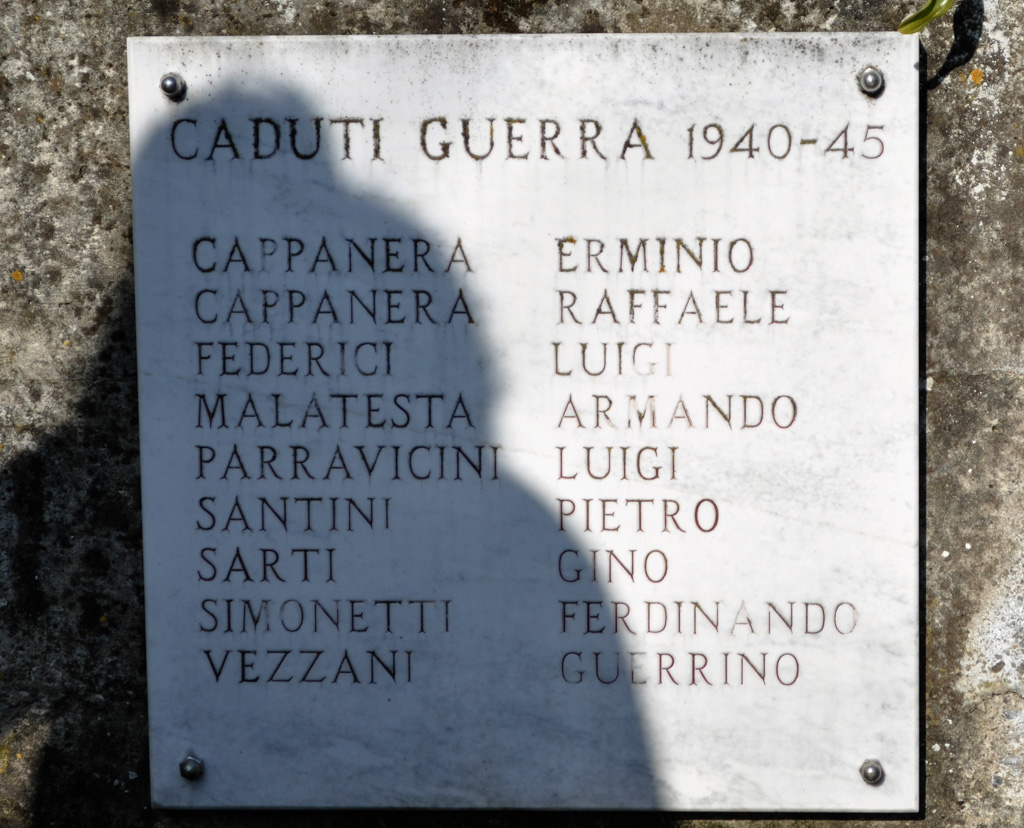 CADUTI GUERRA 1940-45
CAPPANERA ERMINIO
CAPPANERA RAFFAELE
FEDERICI LUIGI
MALATESTA ARMANDO
PARRAVICINI LUIGI
SANTINI PIETRO
SARTI GINO
SIMONETTI FERDINANDO
VEZZANI GUERRINO